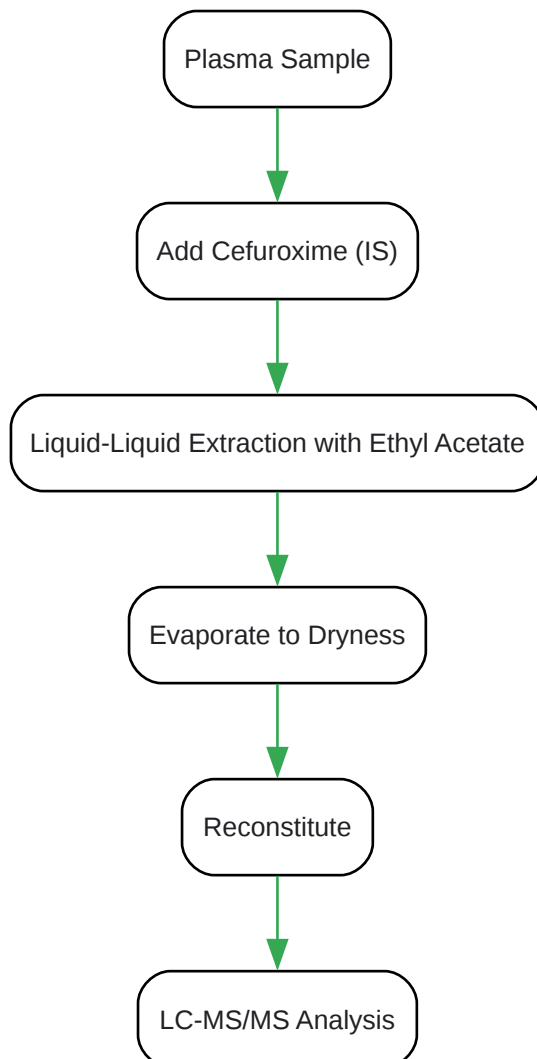 Plasma Sample
Add Cefuroxime (IS)
Liquid-Liquid Extraction with Ethyl Acetate
Evaporate to Dryness
Reconstitute
LC-MS/MS Analysis